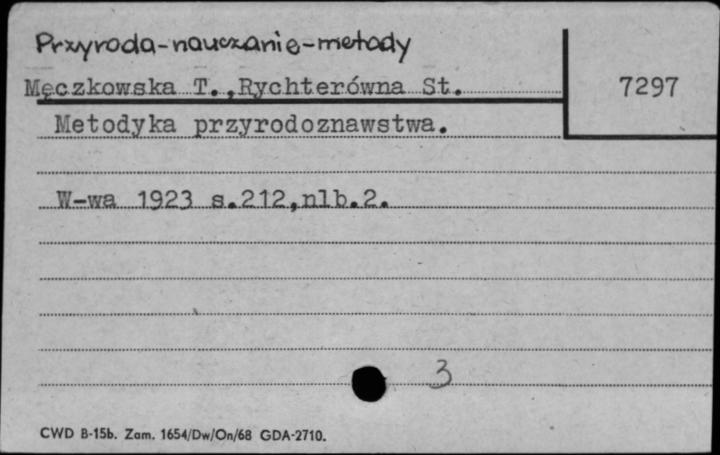 Przyroda-nauczanie-metody
Męczkowska T.,Rychterówna St.
7297
Metodyka przyrodoznawstwa.
W-wa 1923 s.212,nlb.2.
3
CWD B-15b. Zam. 1654/Dw/On/68 GDA-2710.